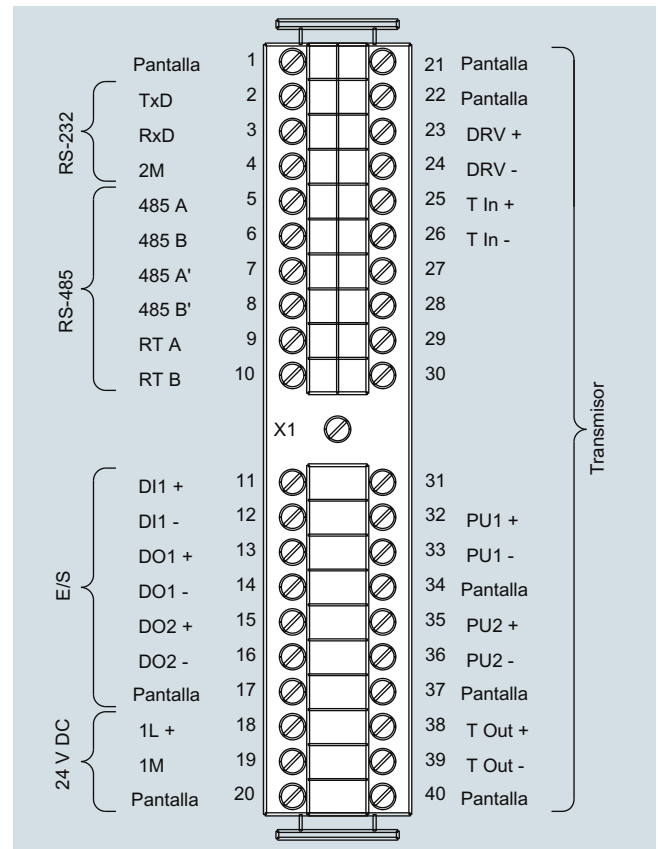 Pantalla 1 21 Pantalla
TxD 2 22 Pantalla
RxD 3 23 DRV +
2M 4 24 DRV -
RS-232
485 A 5 25 T In +
485 B 6 26 T In -
485 A' 7 27
485 B' 8 28
RT A 9 29
RT B 10 30
RS-485
X1
Transmisor
DI1 + 11 31
DI1 - 12 32 PU1 +
DO1 + 13 33 PU1 -
DO1 - 14 34 Pantalla
DO2 + 15 35 PU2 +
DO2 - 16 36 PU2 -
Pantalla 17 37 Pantalla
E/S
1L + 18 38 T Out +
1M 19 39 T Out -
Pantalla 20 40 Pantalla
24 V DC